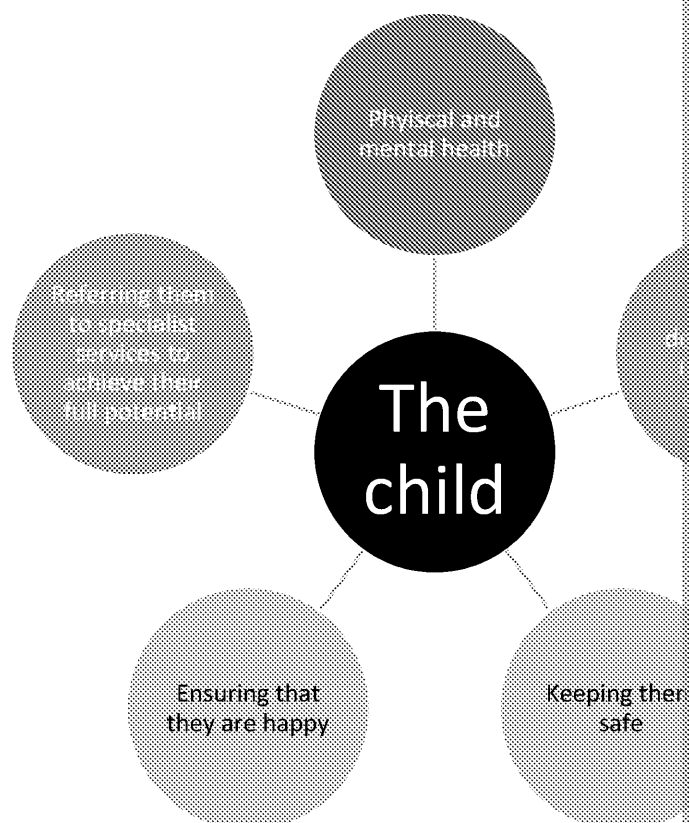 Phyiscal and
mental health
Referring them
to specialist
services to
achieve their
full potential
The
child
Ensuring that
they are happy
Keeping
safe